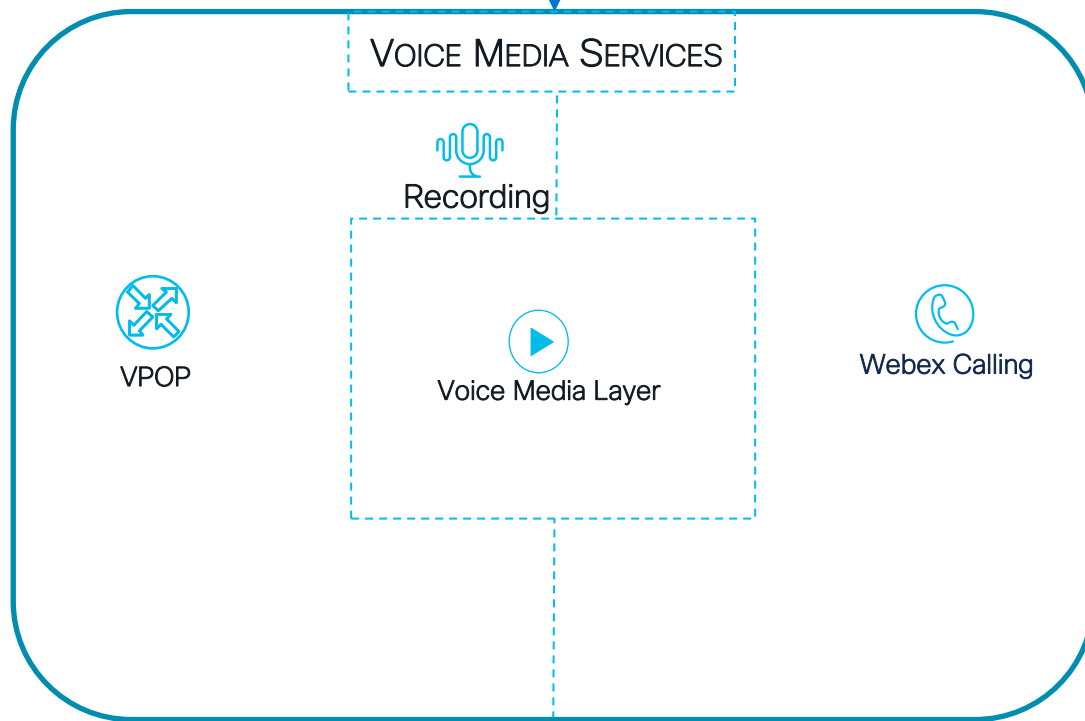 VOICE MEDIA SERVICES
Recording
VPOP
Voice Media Layer
Webex Calling